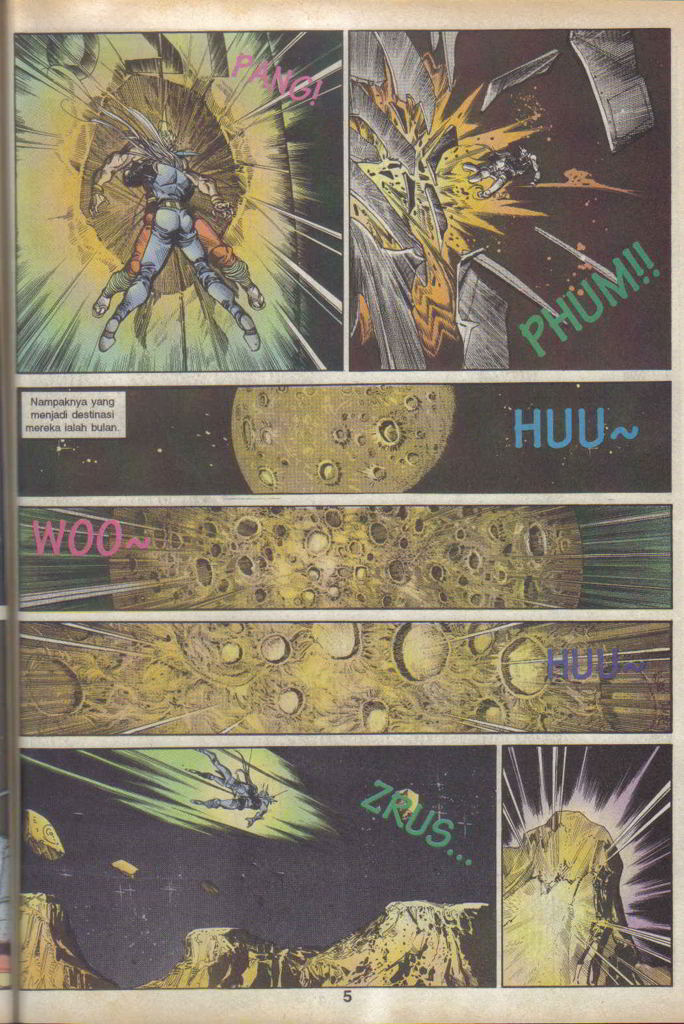 PANG!
PHUM!!
Nampaknya yang
menjadi destinasi
mereka ialah bulan.
HUU~
WOO~
HUU~
ZRUS...
5